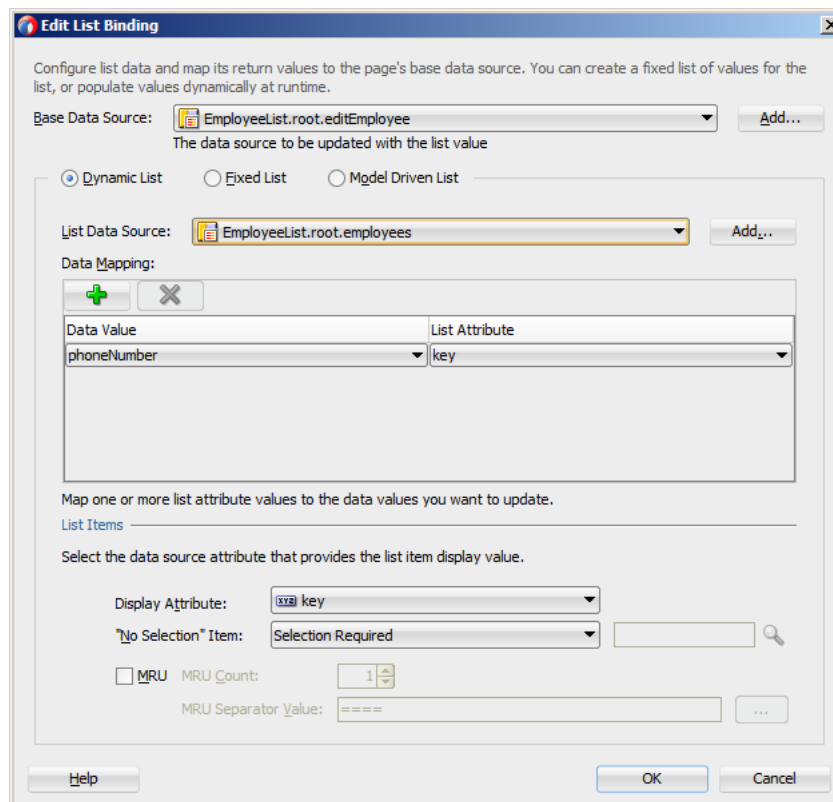 Edit List Binding
Configure list data and map its return values to the page's base data source. You can create a fixed list of values for the
list, or populate values dynamically at runtime.
Base Data Source: EmployeeList.root.editEmployee Add...
The data source to be updated with the list value
Dynamic List Fixed List Model Driven List
List Data Source: EmployeeList.root.employees Add...
Data Mapping:
Data Value List Attribute
phoneNumber key
Map one or more list attribute values to the data values you want to update.
List Items
Select the data source attribute that provides the list item display value.
Display Attribute: xyz key
"No Selection" Item: Selection Required
MRU MRU Count: 1
MRU Separator Value: ==== ...
Help OK Cancel